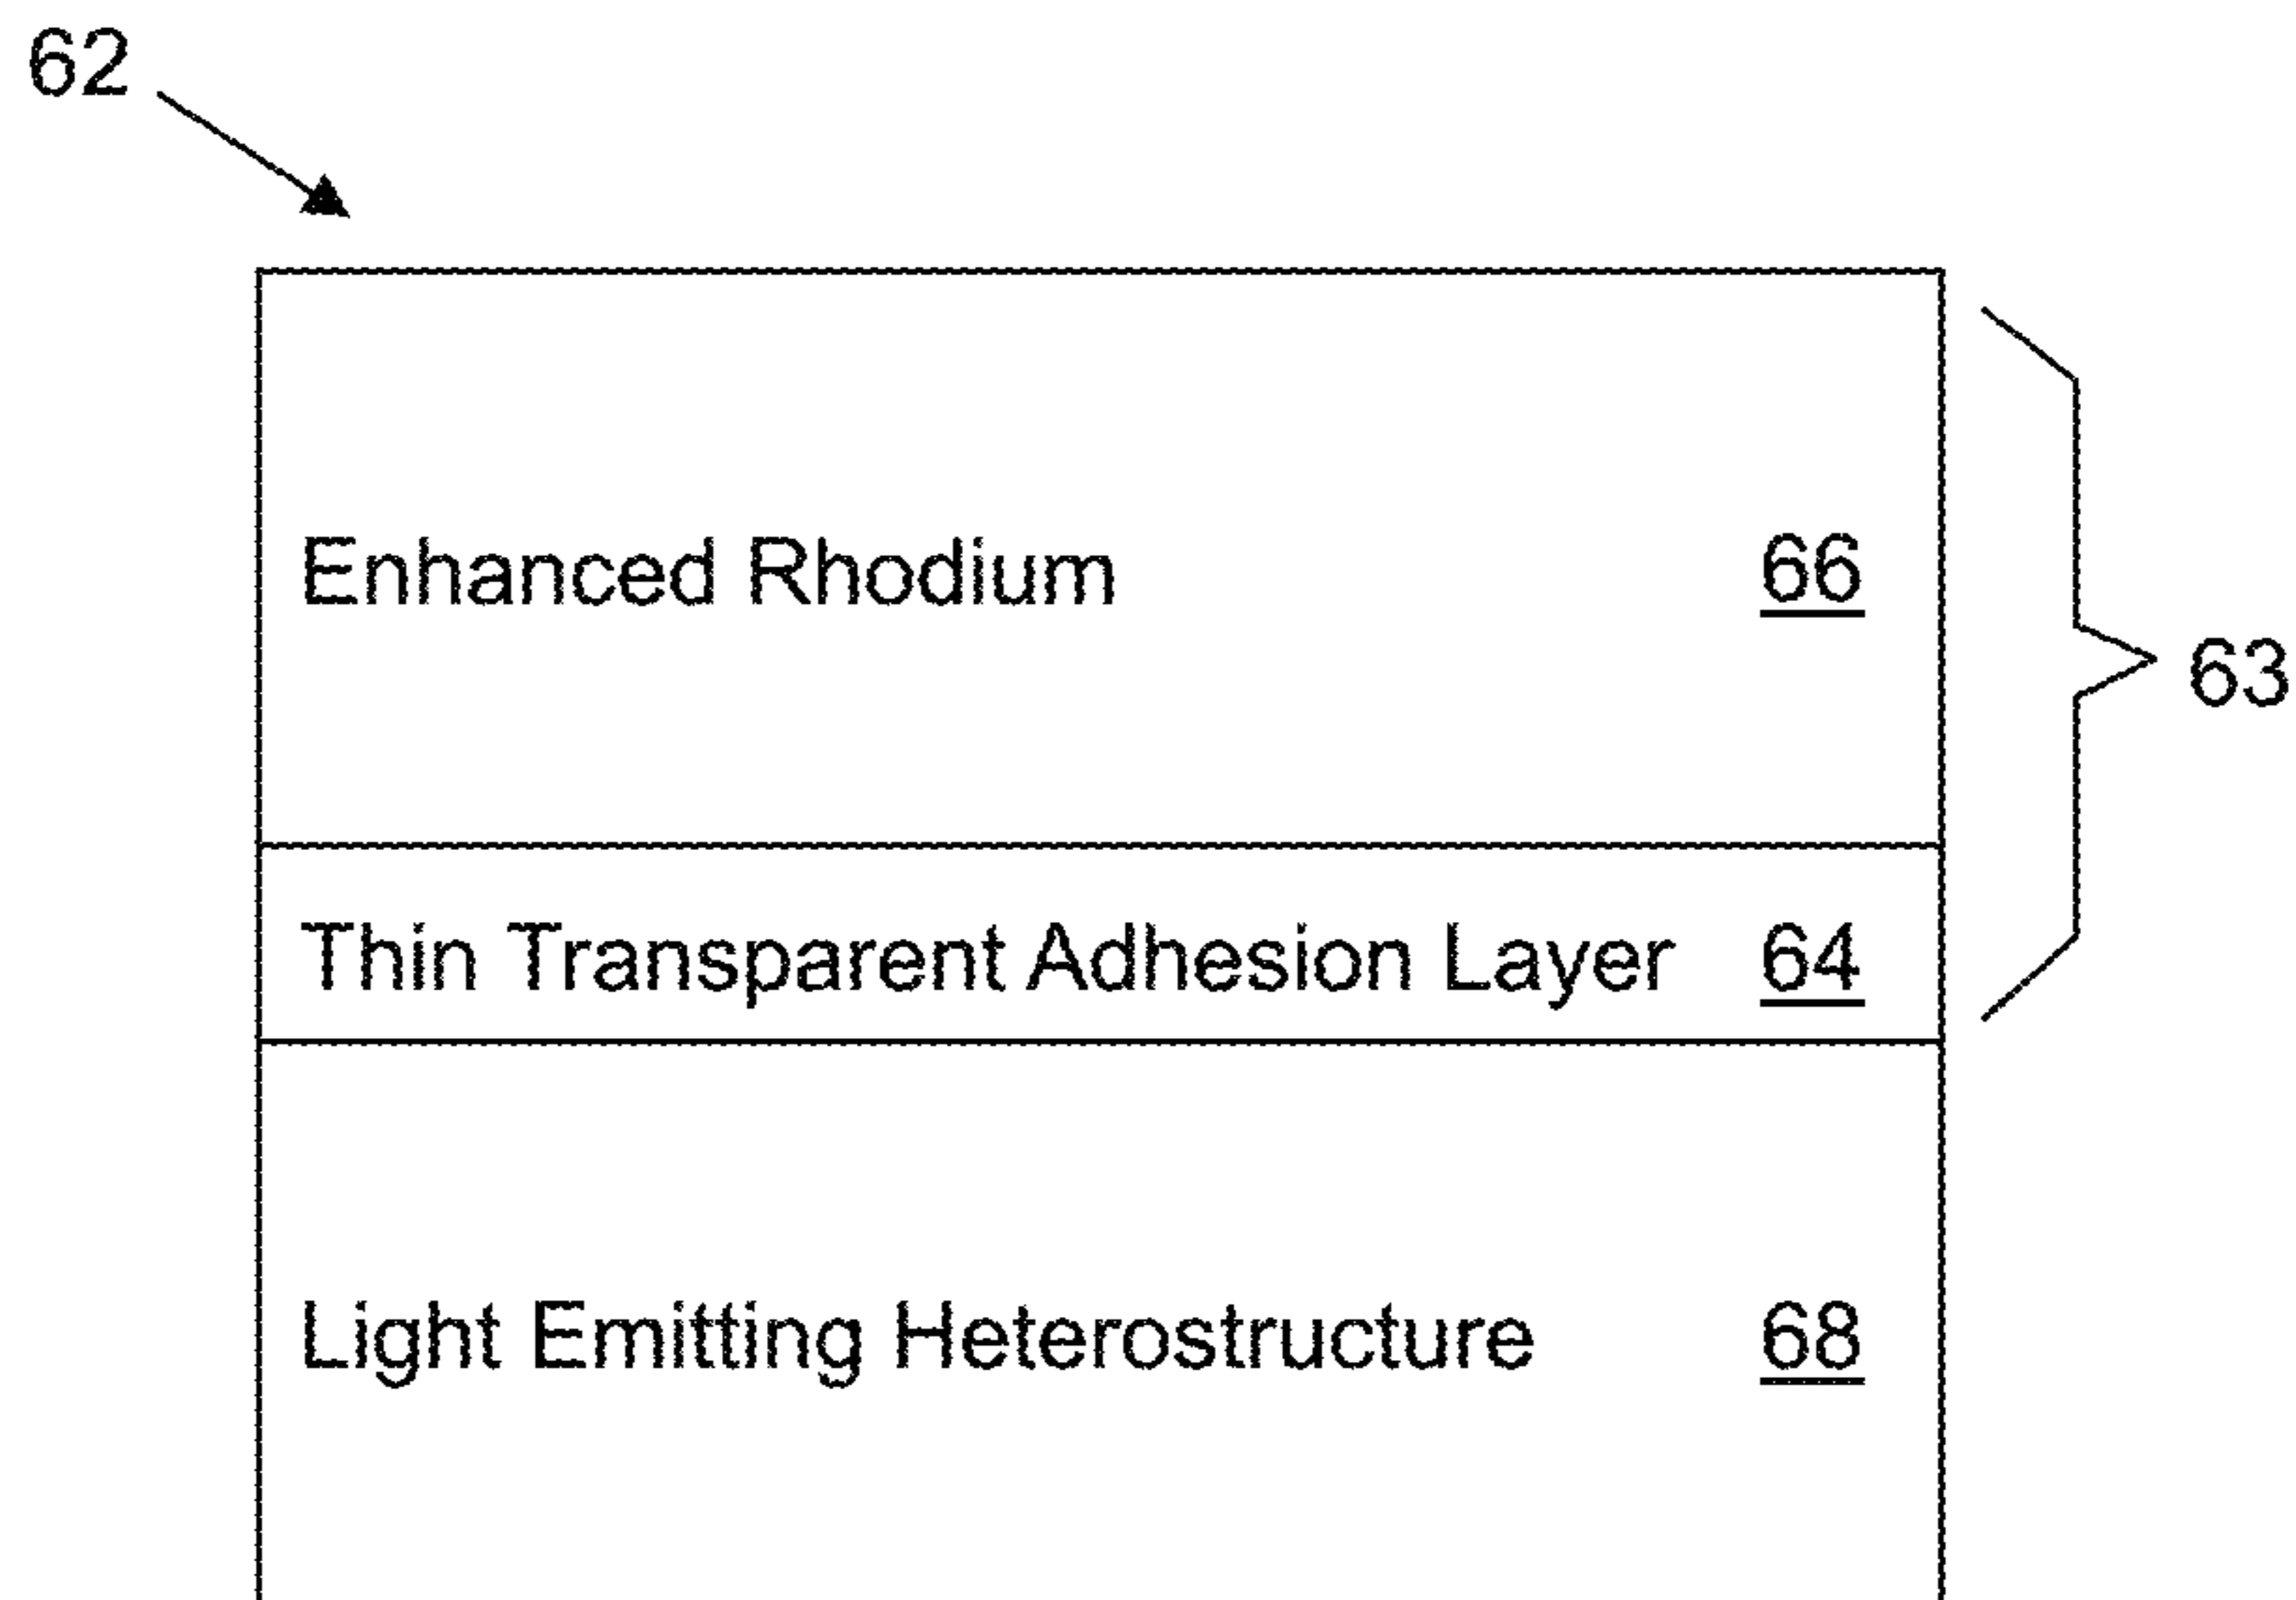 62
Enhanced Rhodium 66
63
Thin Transparent Adhesion Layer 64
Light Emitting Heterostructure 68